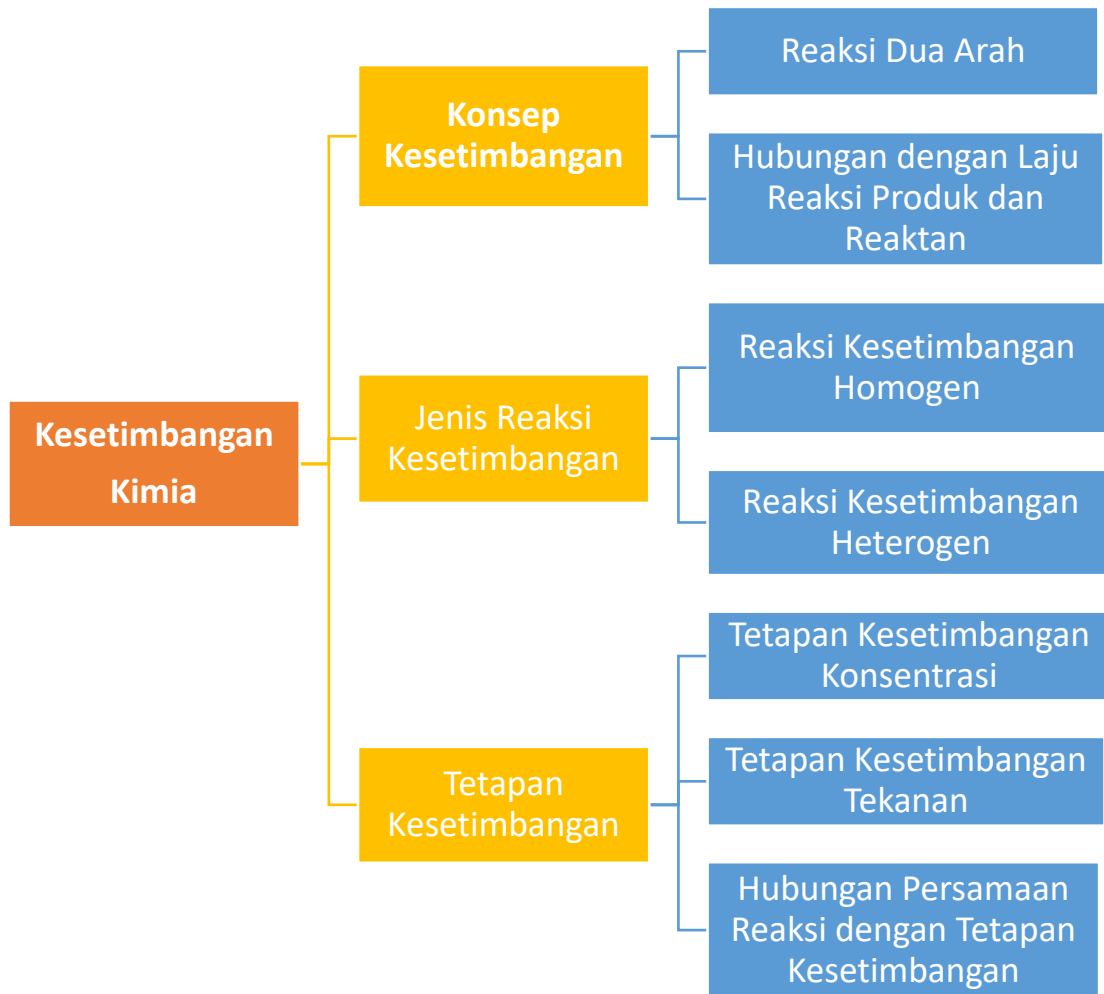 Kesetimbangan
Kimia
Konsep
Kesetimbangan
Reaksi Dua Arah
Hubungan dengan Laju
Reaksi Produk dan
Reaktan
Jenis Reaksi
Kesetimbangan
Reaksi Kesetimbangan
Homogen
Reaksi Kesetimbangan
Heterogen
Tetapan
Kesetimbangan
Tetapan Kesetimbangan
Konsentrasi
Tetapan Kesetimbangan
Tekanan
Hubungan Persamaan
Reaksi dengan Tetapan
Kesetimbangan